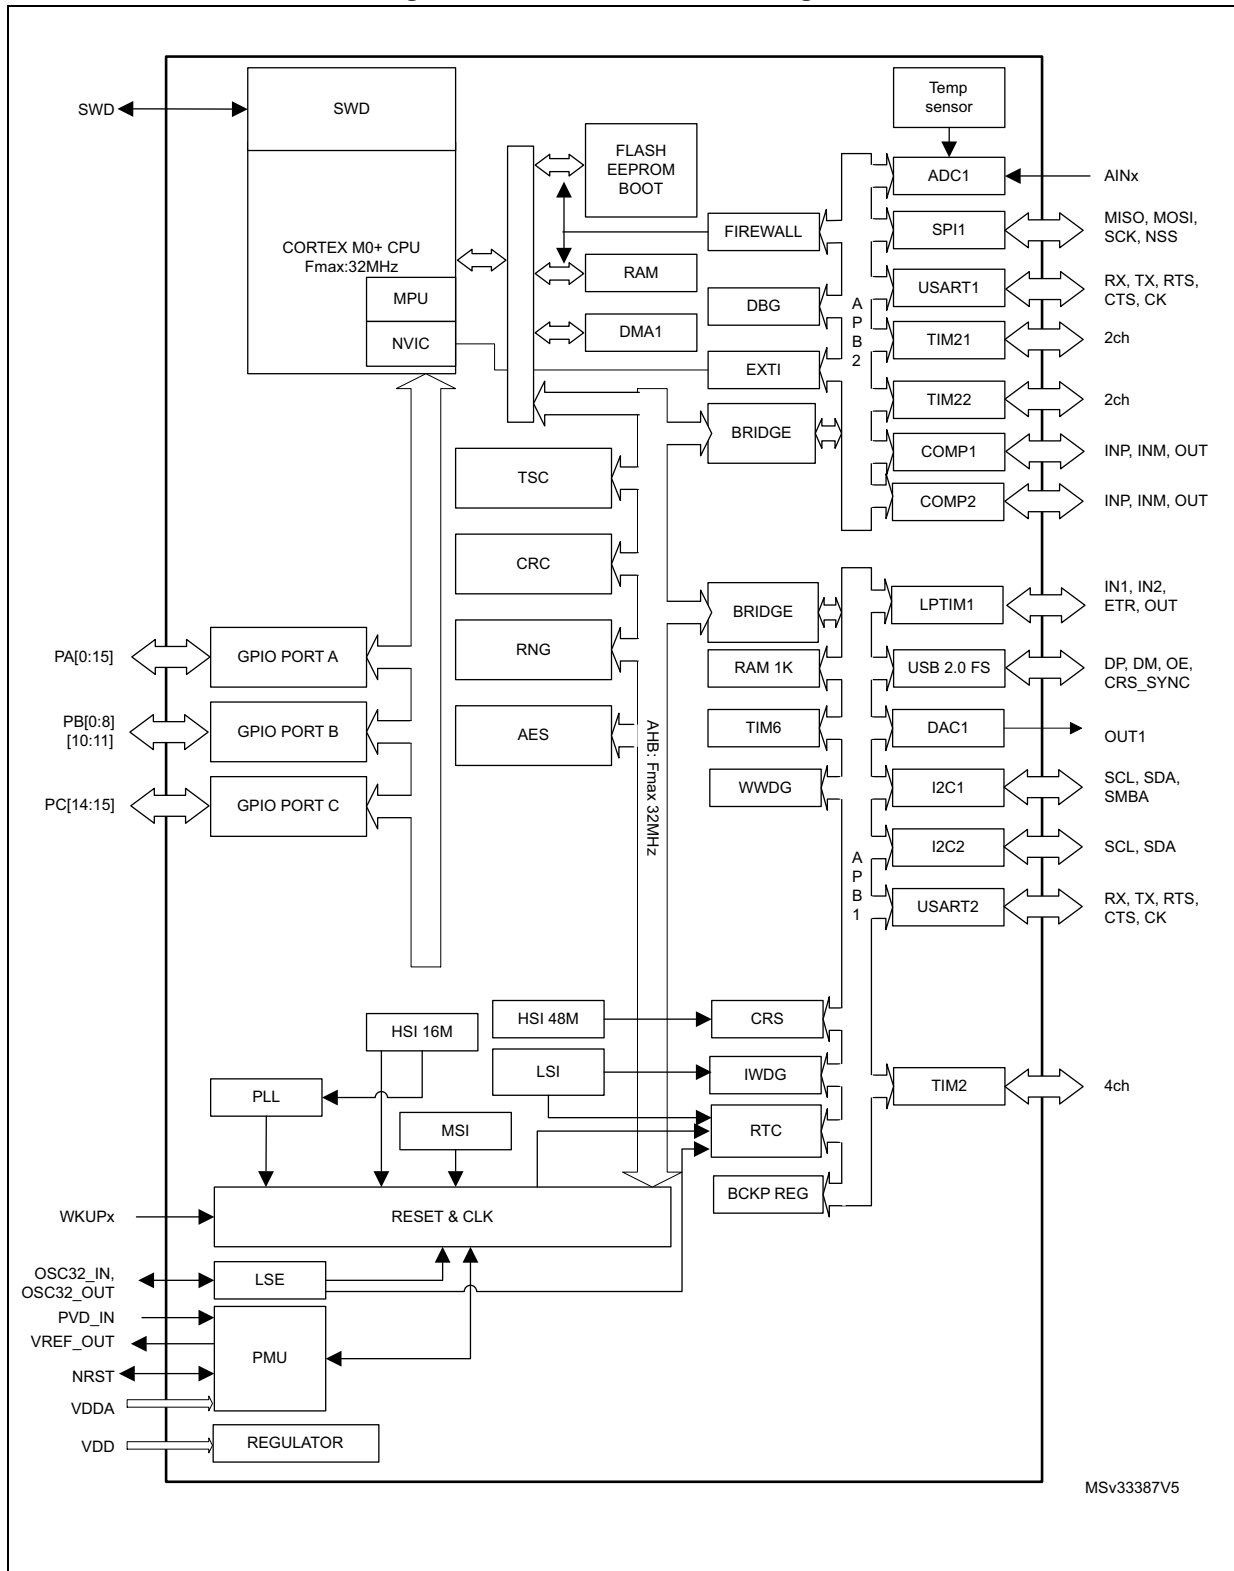 SWD
SWD
CORTEX M0+ CPU
Fmax:32MHz
MPU
NVIC
FLASH
EEPROM
BOOT
RAM
DMA1
FIREWALL
DBG
EXTI
BRIDGE
A
P
B
2
Temp
sensor
ADC1
AINx
SPI1
MISO, MOSI,
SCK, NSS
USART1
RX, TX, RTS,
CTS, CK
TIM21
2ch
TIM22
2ch
COMP1
INP, INM, OUT
COMP2
INP, INM, OUT
TSC
CRC
RNG
AES
AHB: Fmax 32MHz
PA[0:15]
GPIO PORT A
PB[0:8]
[10:11]
GPIO PORT B
PC[14:15]
GPIO PORT C
BRIDGE
RAM 1K
TIM6
WWDG
A
P
B
1
LPTIM1
IN1, IN2,
ETR, OUT
USB 2.0 FS
DP, DM, OE,
CRS_SYNC
DAC1
OUT1
I2C1
SCL, SDA,
SMBA
I2C2
SCL, SDA
USART2
RX, TX, RTS,
CTS, CK
HSI 16M
HSI 48M
CRS
LSI
IWDG
TIM2
4ch
PLL
MSI
RTC
BCKP REG
WKUPx
RESET & CLK
OSC32_IN,
OSC32_OUT
LSE
PVD_IN
VREF_OUT
NRST
VDDA
PMU
VDD
REGULATOR
MSv33387V5